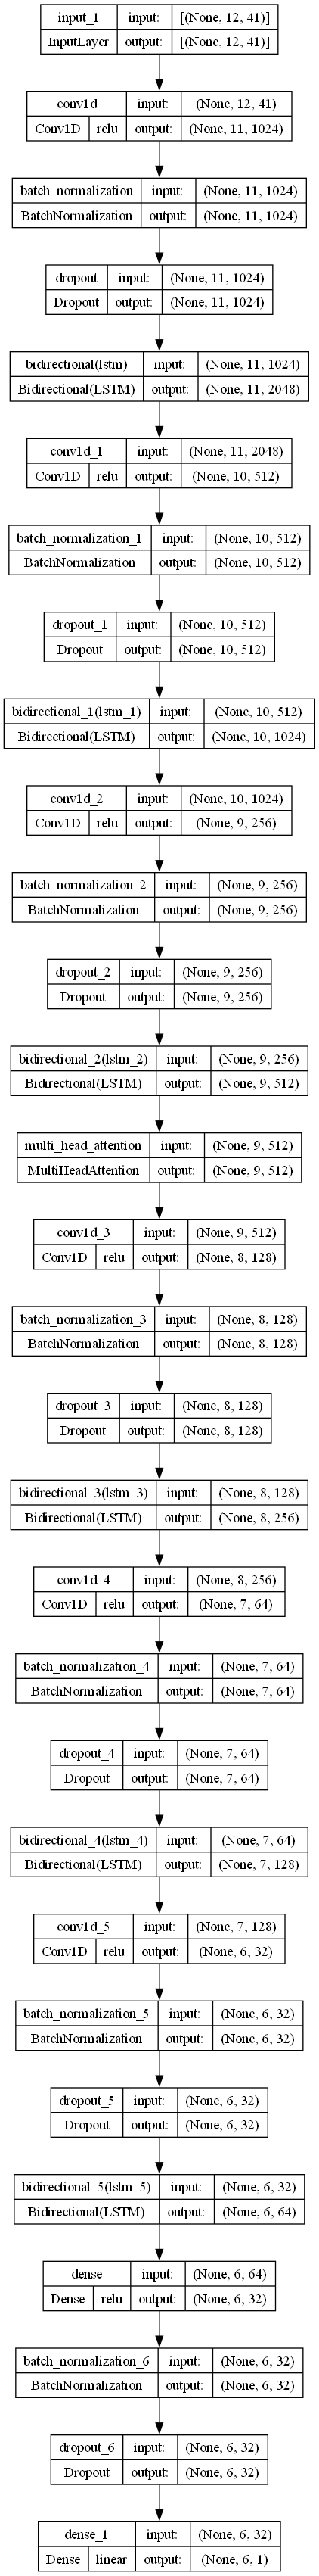 input_1 input: [(None, 12, 41)]
InputLayer output: [(None, 12, 41)]
conv1d input: (None, 12, 41)
Conv1D relu output: (None, 11, 1024)
batch_normalization input: (None, 11, 1024)
BatchNormalization output: (None, 11, 1024)
dropout input: (None, 11, 1024)
Dropout output: (None, 11, 1024)
bidirectional(lstm) input: (None, 11, 1024)
Bidirectional(LSTM) output: (None, 11, 2048)
conv1d_1 input: (None, 11, 2048)
Conv1D relu output: (None, 10, 512)
batch_normalization_1 input: (None, 10, 512)
BatchNormalization output: (None, 10, 512)
dropout_1 input: (None, 10, 512)
Dropout output: (None, 10, 512)
bidirectional_1(lstm_1) input: (None, 10, 512)
Bidirectional(LSTM) output: (None, 10, 1024)
conv1d_2 input: (None, 10, 1024)
Conv1D relu output: (None, 9, 256)
batch_normalization_2 input: (None, 9, 256)
BatchNormalization output: (None, 9, 256)
dropout_2 input: (None, 9, 256)
Dropout output: (None, 9, 256)
bidirectional_2(lstm_2) input: (None, 9, 256)
Bidirectional(LSTM) output: (None, 9, 512)
multi_head_attention input: (None, 9, 512)
MultiHeadAttention output: (None, 9, 512)
conv1d_3 input: (None, 9, 512)
Conv1D relu output: (None, 8, 128)
batch_normalization_3 input: (None, 8, 128)
BatchNormalization output: (None, 8, 128)
dropout_3 input: (None, 8, 128)
Dropout output: (None, 8, 128)
bidirectional_3(lstm_3) input: (None, 8, 128)
Bidirectional(LSTM) output: (None, 8, 256)
conv1d_4 input: (None, 8, 256)
Conv1D relu output: (None, 7, 64)
batch_normalization_4 input: (None, 7, 64)
BatchNormalization output: (None, 7, 64)
dropout_4 input: (None, 7, 64)
Dropout output: (None, 7, 64)
bidirectional_4(lstm_4) input: (None, 7, 64)
Bidirectional(LSTM) output: (None, 7, 128)
conv1d_5 input: (None, 7, 128)
Conv1D relu output: (None, 6, 32)
batch_normalization_5 input: (None, 6, 32)
BatchNormalization output: (None, 6, 32)
dropout_5 input: (None, 6, 32)
Dropout output: (None, 6, 32)
bidirectional_5(lstm_5) input: (None, 6, 32)
Bidirectional(LSTM) output: (None, 6, 64)
dense input: (None, 6, 64)
Dense relu output: (None, 6, 32)
batch_normalization_6 input: (None, 6, 32)
BatchNormalization output: (None, 6, 32)
dropout_6 input: (None, 6, 32)
Dropout output: (None, 6, 32)
dense_1 input: (None, 6, 32)
Dense linear output: (None, 6, 1)